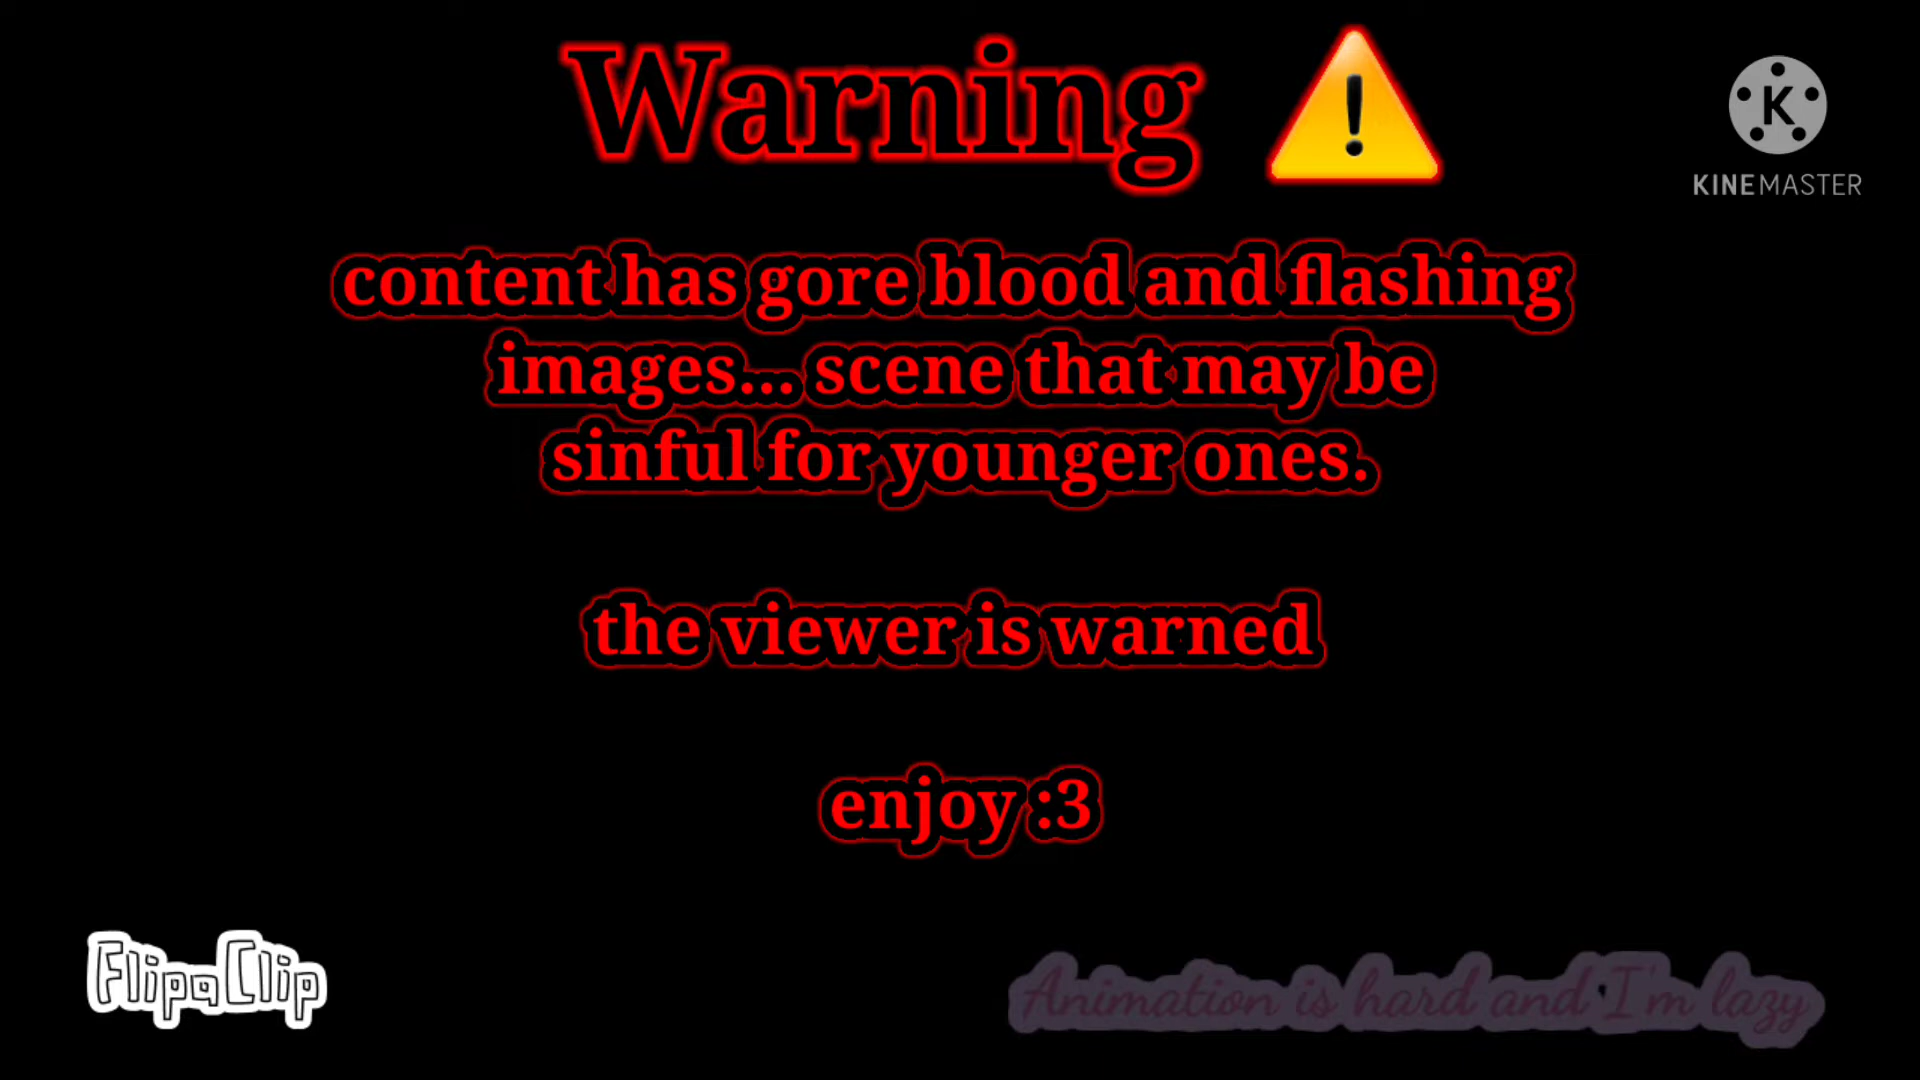 Warning ⚠️
K
KINEMASTER
content has gore blood and flashing
images... scene that may be
sinful for younger ones.
the viewer is warned
enjoy :3
FlipaClip
Animation is hard and I'm lazy